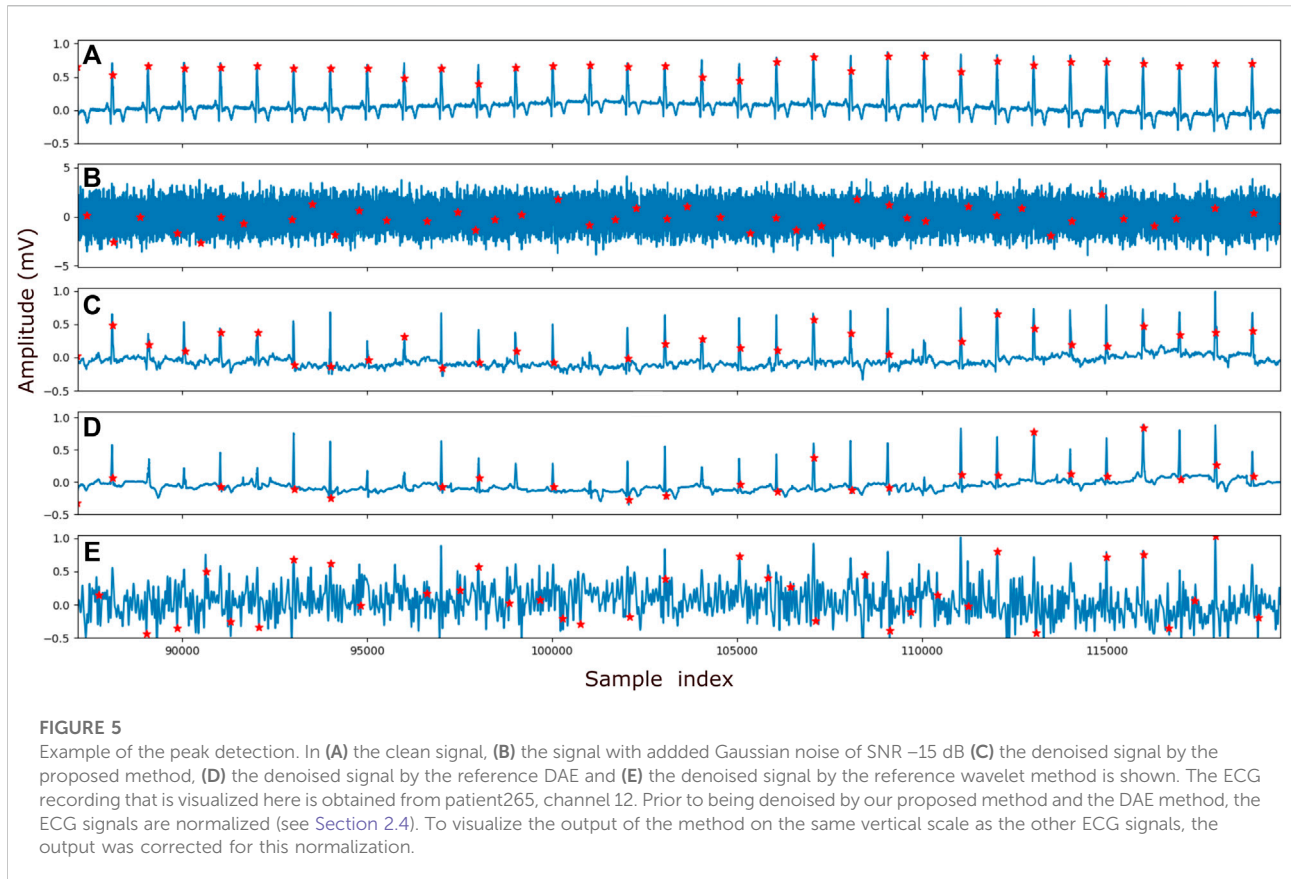 A
1.0
0.5
0.0
−0.5
B
5
0
−5
C
1.0
0.5
0.0
−0.5
D
1.0
0.5
0.0
−0.5
E
1.0
0.5
0.0
−0.5
Amplitude (mV)
90000 95000 100000 105000 110000 115000
Sample index
FIGURE 5
Example of the peak detection. In (A) the clean signal, (B) the signal with addded Gaussian noise of SNR −15 dB (C) the denoised signal by the
proposed method, (D) the denoised signal by the reference DAE and (E) the denoised signal by the reference wavelet method is shown. The ECG
recording that is visualized here is obtained from patient265, channel 12. Prior to being denoised by our proposed method and the DAE method, the
ECG signals are normalized (see Section 2.4). To visualize the output of the method on the same vertical scale as the other ECG signals, the
output was corrected for this normalization.